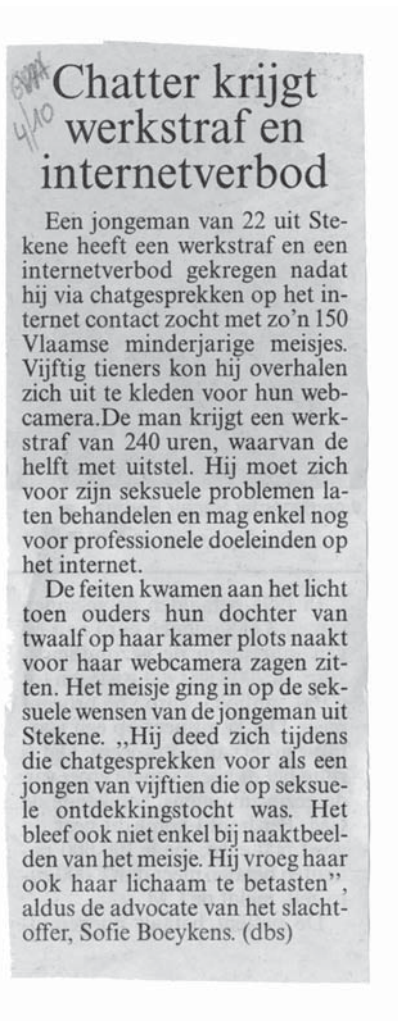 4/10
Chatter krijgt
werkstraf en
internetverbod
Een jongeman van 22 uit Ste-
kene heeft een werkstraf en een
internetverbod gekregen nadat
hij via chatgesprekken op het in-
ternet contact zocht met zo'n 150
Vlaamse minderjarige meisjes.
Vijftig tieners kon hij overhalen
zich uit te kleden voor hun web-
camera.De man krijgt een werk-
straf van 240 uren, waarvan de
helft met uitstel. Hij moet zich
voor zijn seksuele problemen la-
ten behandelen en mag enkel nog
voor professionele doeleinden op
het internet.
De feiten kwamen aan het licht
toen ouders hun dochter van
twaalf op haar kamer plots naakt
voor haar webcamera zagen zit-
ten. Het meisje ging in op de sek-
suele wensen van de jongeman uit
Stekene. ,,Hij deed zich tijdens
die chatgesprekken voor als een
jongen van vijftien die op seksue-
le ontdekkingstocht was. Het
bleef ook niet enkel bij naaktbeel-
den van het meisje. Hij vroeg haar
ook haar lichaam te betasten",
aldus de advocate van het slacht-
offer, Sofie Boeykens. (dbs)